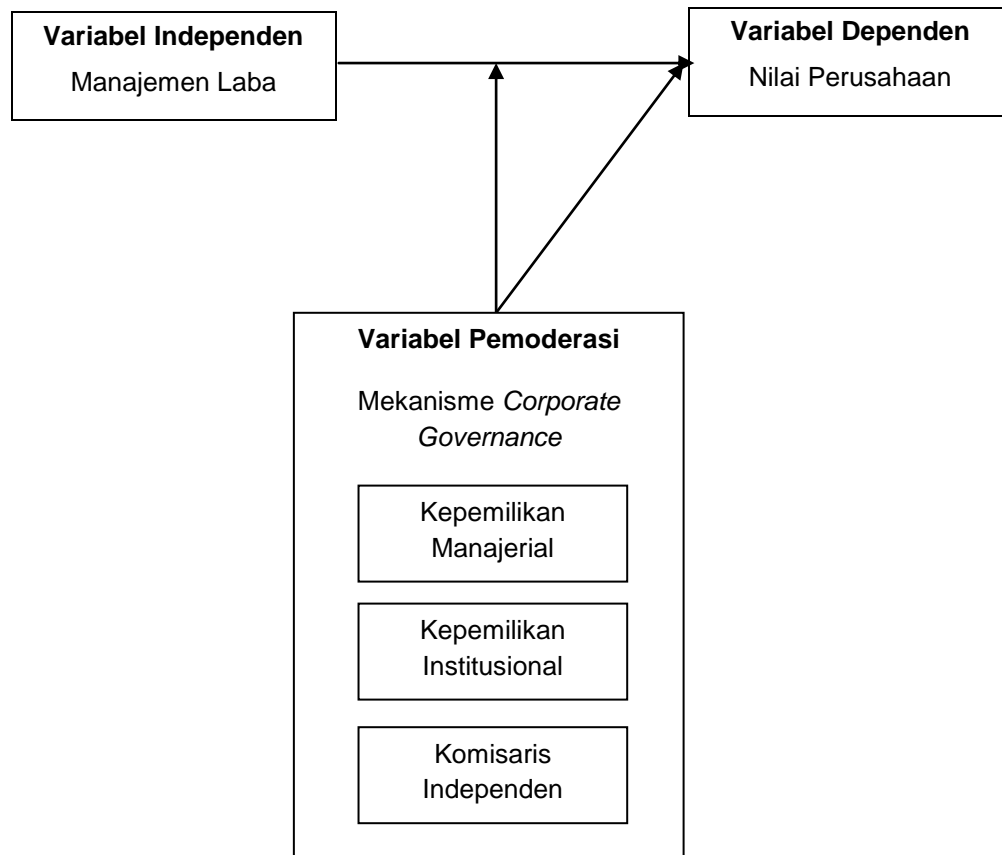 Variabel Independen
Manajemen Laba
Variabel Dependen
Nilai Perusahaan
Variabel Pemoderasi
Mekanisme Corporate
Governance
Kepemilikan
Manajerial
Kepemilikan
Institusional
Komisaris
Independen